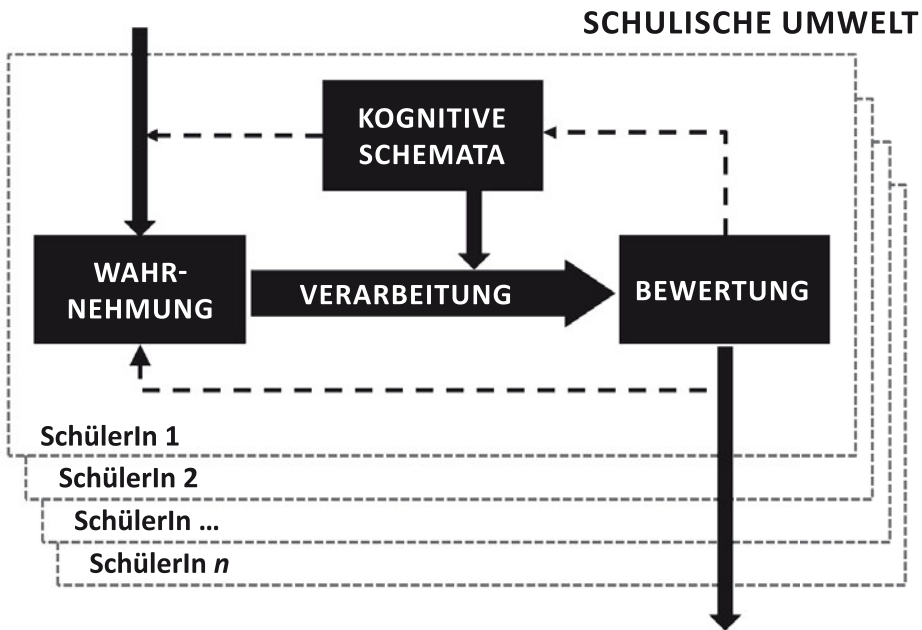 SCHULISCHE UMWELT
KOGNITIVE
SCHEMATA
WAHR-
NEHMUNG
VERARBEITUNG
BEWERTUNG
SchülerIn 1
SchülerIn 2
SchülerIn ...
SchülerIn n